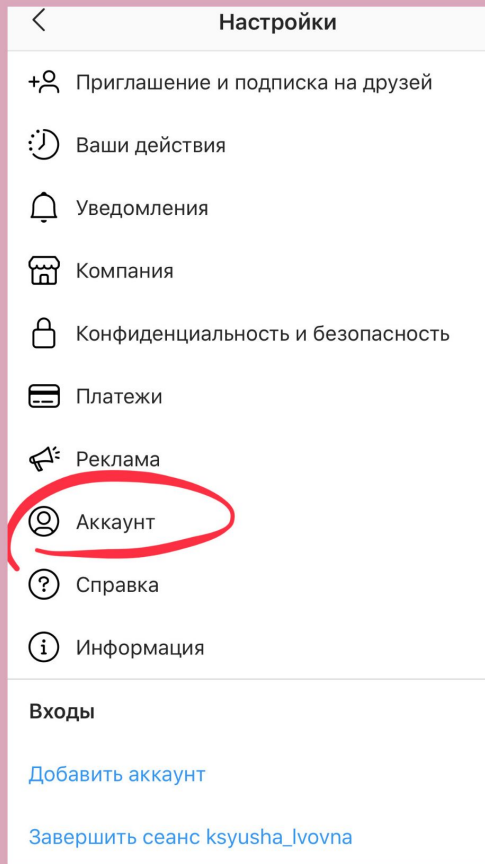 Настройки
Приглашение и подписка на друзей
Ваши действия
Уведомления
Компания
Конфиденциальность и безопасность
Платежи
Реклама
Аккаунт
Справка
Информация
Входы
Добавить аккаунт
Завершить сеанс ksyusha_lvovna